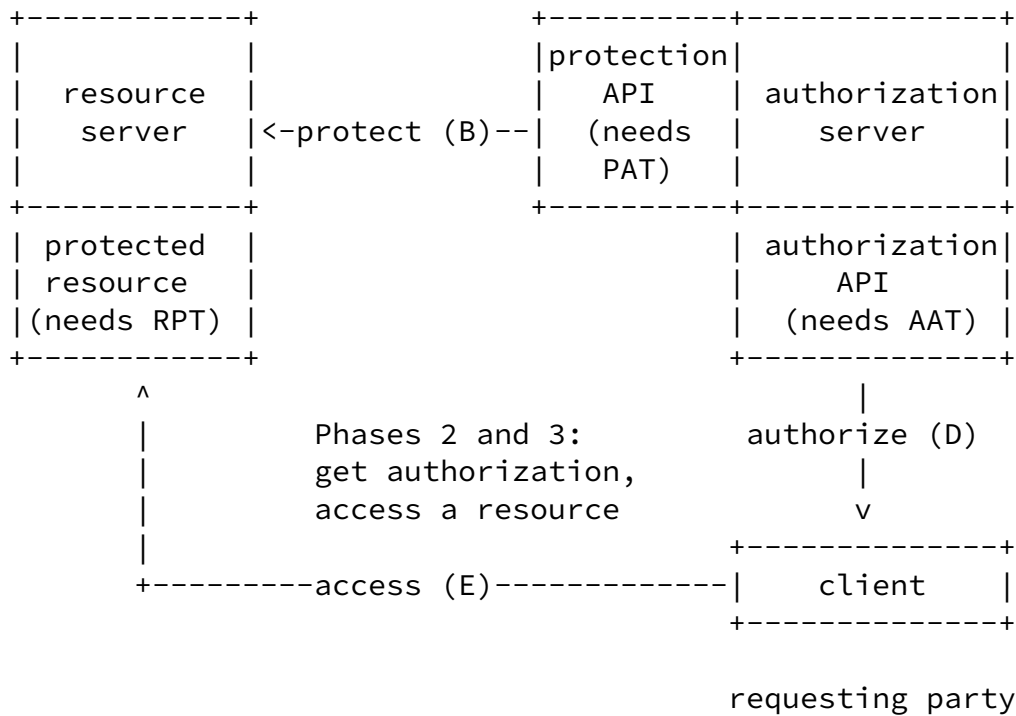 +------------+                   +----------+--------------+
|            |                   |protection|              |
|  resource  |                   |   API    | authorization|
|   server   |<-protect (B)--|  (needs  |    server    |
|            |                   |   PAT)   |              |
+------------+                   +----------+--------------+
| protected  |                              | authorization|
| resource   |                              |     API      |
|(needs RPT) |                              |  (needs AAT) |
+------------+                              +--------------+
       ^                                           |
       |         Phases 2 and 3:             authorize (D)
       |         get authorization,                |
       |         access a resource                 v
       |                                    +--------------+
       +---------access (E)-------------|    client    |
                                            +--------------+
requesting party